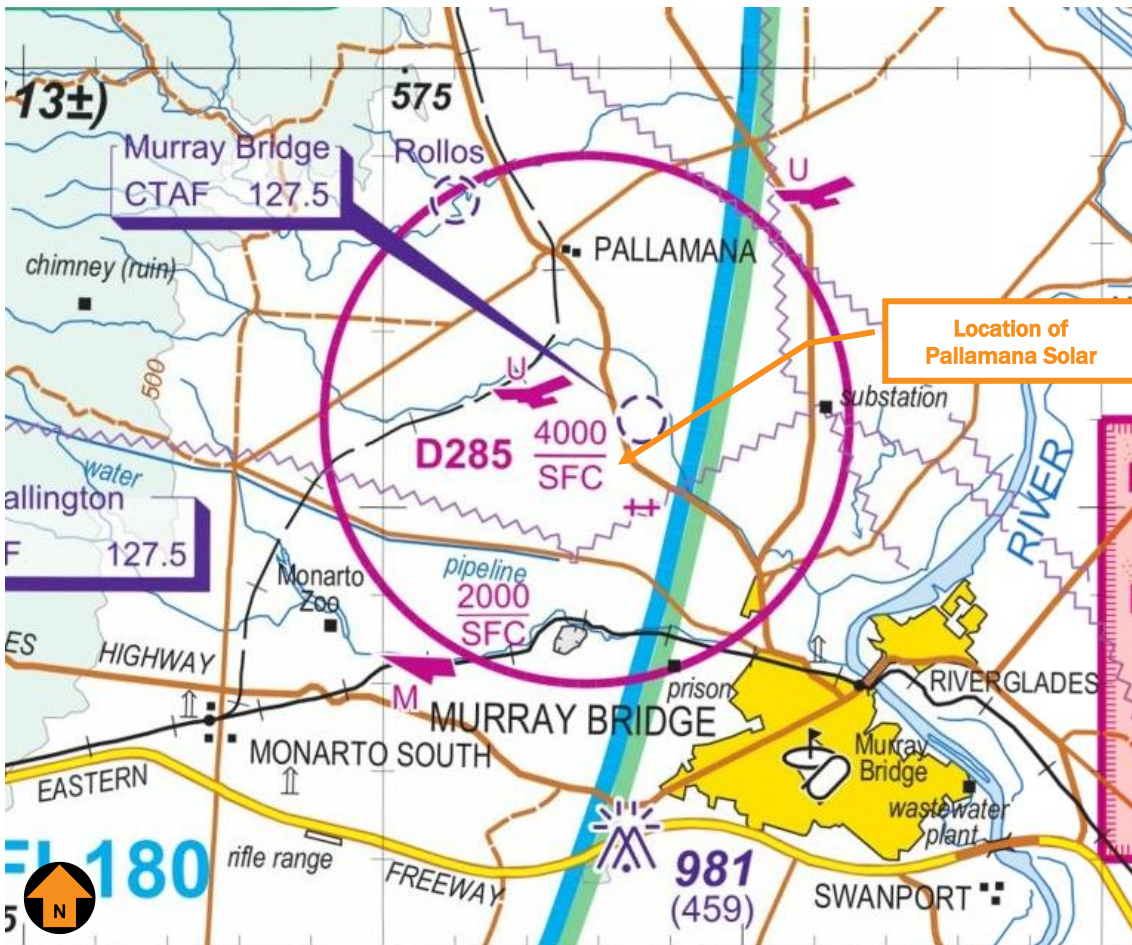 13±)
575
Murray Bridge
CTAF 127.5
Rollos
U
PALLAMANA
chimney (ruin)
Location of
Pallamana Solar
500
U
substation
D285 4000
SFC
water
allington
F 127.5
RIVER
pipeline
2000
SFC
Monarto
Zoo
ES HIGHWAY
M
prison
RIVERGLADES
MURRAY BRIDGE
MONARTO SOUTH
Murray
Bridge
EASTERN
wastewater
plant
FL180
rifle range
FREEWAY
981
(459)
SWANPORT
N
5